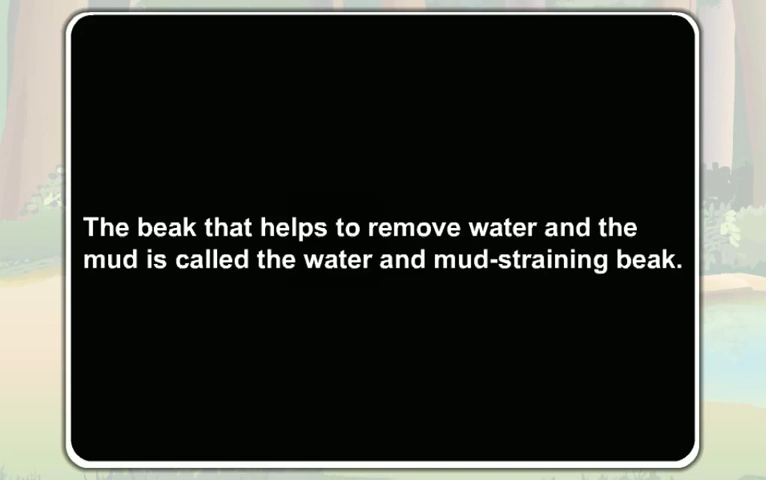 The beak that helps to remove water and the
mud is called the water and mud-straining beak.